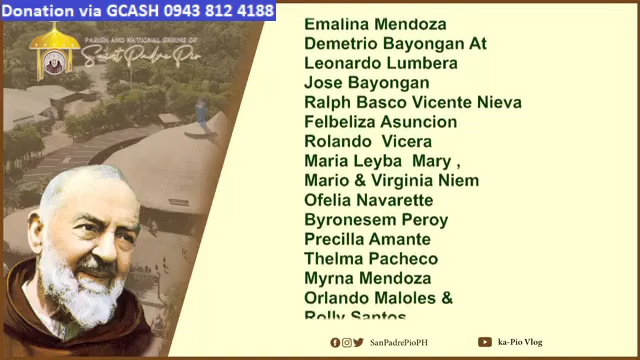 Donation via GCASH 0943 812 4188
PARISH AND NATIONAL SHRINE OF
Saint Padre Pio
Emalina Mendoza
Demetrio Bayongan At
Leonardo Lumbera
Jose Bayongan
Ralph Basco Vicente Nieva
Felbeliza Asuncion
Rolando  Vicera
Maria Leyba  Mary ,
Mario & Virginia Niem
Ofelia Navarette
Byronesem Peroy
Precilla Amante
Thelma Pacheco
Myrna Mendoza
Orlando Maloles &
Rolly Santos
SanPadrePioPH
ka-Pio Vlog